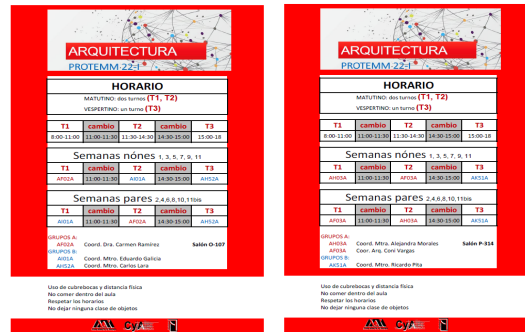 ARQUITECTURA
PROTEMM-22-I
HORARIO
MATUTINO: dos turnos (T1, T2)
VESPERTINO: un turno (T3)
T1 cambio T2 cambio T3
8:00-11:00 11:00-11:30 11:30-14:30 14:30-15:00 15:00-18
Semanas nónes 1, 3, 5, 7, 9, 11
T1 cambio T2 cambio T3
AF02A 11:00-11:30 AI01A 14:30-15:00 AH52A
Semanas pares 2,4,6,8,10,11bis
T1 cambio T2 cambio T3
AI01A 11:00-11:30 AF02A 14:30-15:00 AH52A
GRUPOS A:
AF02A Coord. Dra. Carmen Ramírez Salón O-107
GRUPOS B:
AI01A Coord. Mtro. Eduardo Galicia
AH52A Coord. Mtro. Carlos Lara
Uso de cubrebocas y distancia física
No comer dentro del aula
Respetar los horarios
No dejar ninguna clase de objetos
CyAD
ARQUITECTURA
PROTEMM-22-I
HORARIO
MATUTINO: dos turnos (T1, T2)
VESPERTINO: un turno (T3)
T1 cambio T2 cambio T3
8:00-11:00 11:00-11:30 11:30-14:30 14:30-15:00 15:00-18
Semanas nónes 1, 3, 5, 7, 9, 11
T1 cambio T2 cambio T3
AH03A 11:00-11:30 AF03A 14:30-15:00 AK51A
Semanas pares 2,4,6,8,10,11bis
T1 cambio T2 cambio T3
AF03A 11:00-11:30 AH03A 14:30-15:00 AK51A
GRUPOS A:
AH03A Coord. Mtra. Alejandra Morales Salón P-314
AF03A Coor. Arq. Coni Vargas
GRUPOS B:
AK51A Coord. Mtro. Ricardo Pita
Uso de cubrebocas y distancia física
No comer dentro del aula
Respetar los horarios
No dejar ninguna clase de objetos
CyAD